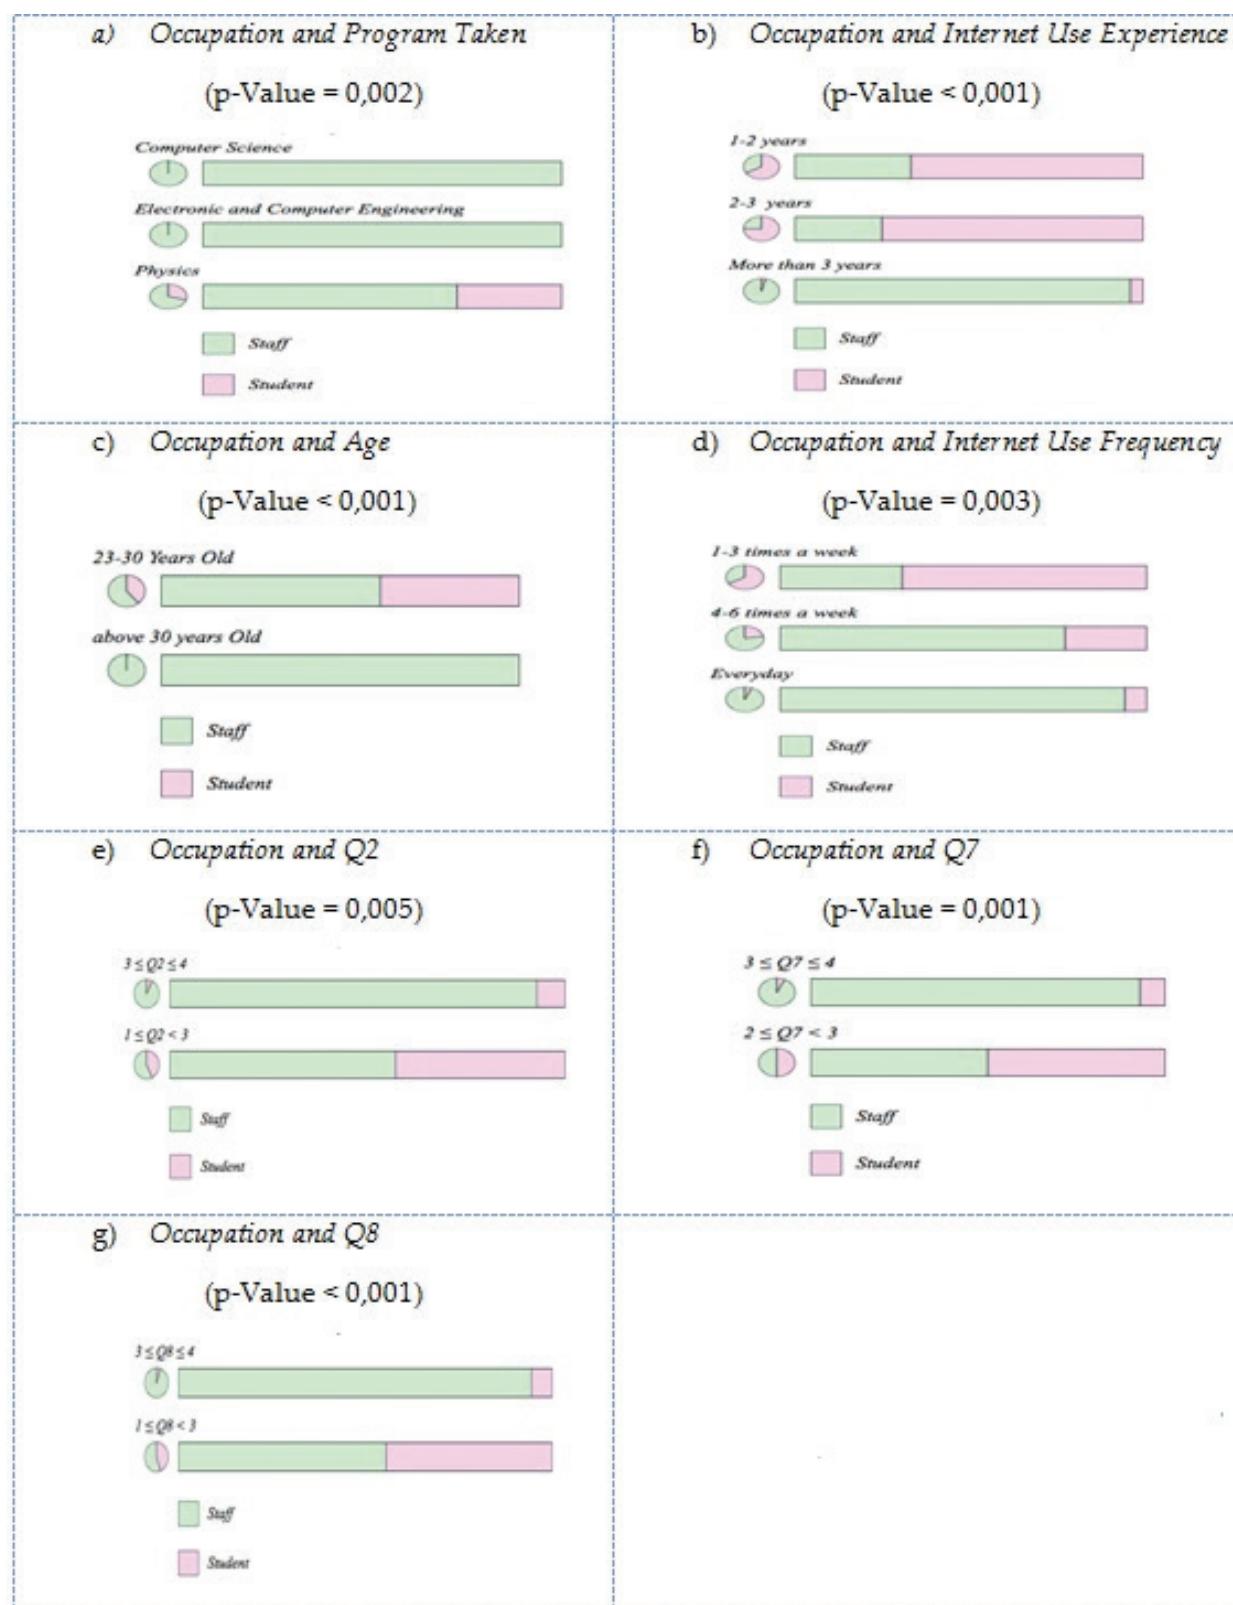 a) Occupation and Program Taken
(p-Value = 0,002)
Computer Science
Electronic and Computer Engineering
Physics
Staff
Student
b) Occupation and Internet Use Experience
(p-Value < 0,001)
1-2 years
2-3 years
More than 3 years
Staff
Student
c) Occupation and Age
(p-Value < 0,001)
23-30 Years Old
above 30 years Old
Staff
Student
d) Occupation and Internet Use Frequency
(p-Value = 0,003)
1-3 times a week
4-6 times a week
Everyday
Staff
Student
e) Occupation and Q2
(p-Value = 0,005)
3 ≤ Q2 ≤ 4
1 ≤ Q2 < 3
Staff
Student
f) Occupation and Q7
(p-Value = 0,001)
3 ≤ Q7 ≤ 4
2 ≤ Q7 < 3
Staff
Student
g) Occupation and Q8
(p-Value < 0,001)
3 ≤ Q8 ≤ 4
1 ≤ Q8 < 3
Staff
Student